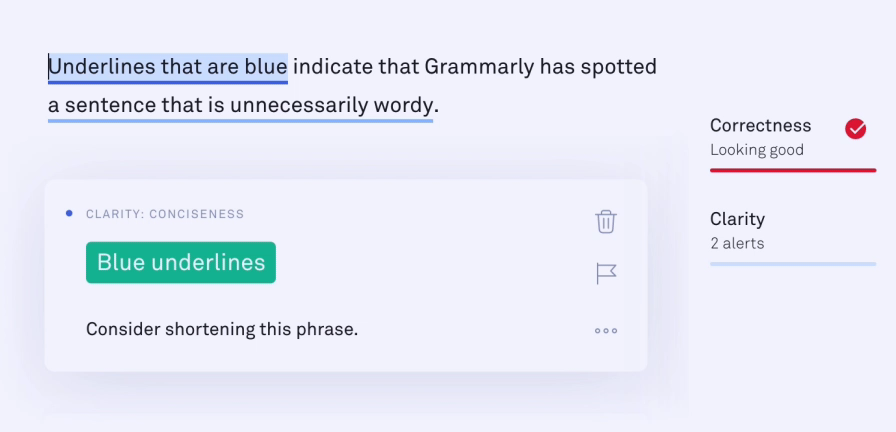 Underlines that are blue indicate that Grammarly has spotted
a sentence that is unnecessarily wordy.
CLARITY: CONCISENESS
Blue underlines
Consider shortening this phrase.
Correctness
Looking good
Clarity
2 alerts